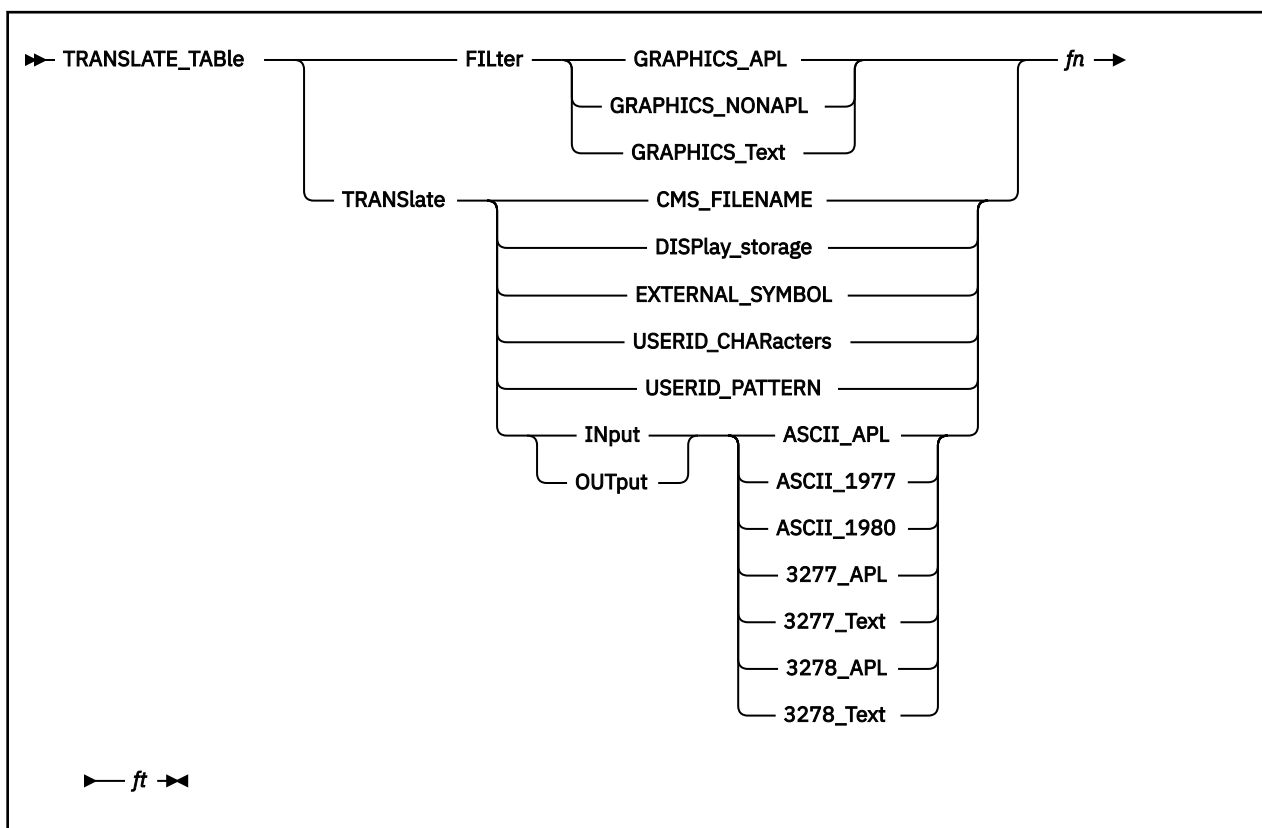 TRANSLATE_TABle FILter GRAPHICS_APL fn
GRAPHICS_NONAPL
GRAPHICS_Text
TRANSlate CMS_FILENAME
DISPlay_storage
EXTERNAL_SYMBOL
USERID_CHARacters
USERID_PATTERN
INput ASCII_APL
OUTput ASCII_1977
ASCII_1980
3277_APL
3277_Text
3278_APL
3278_Text
ft